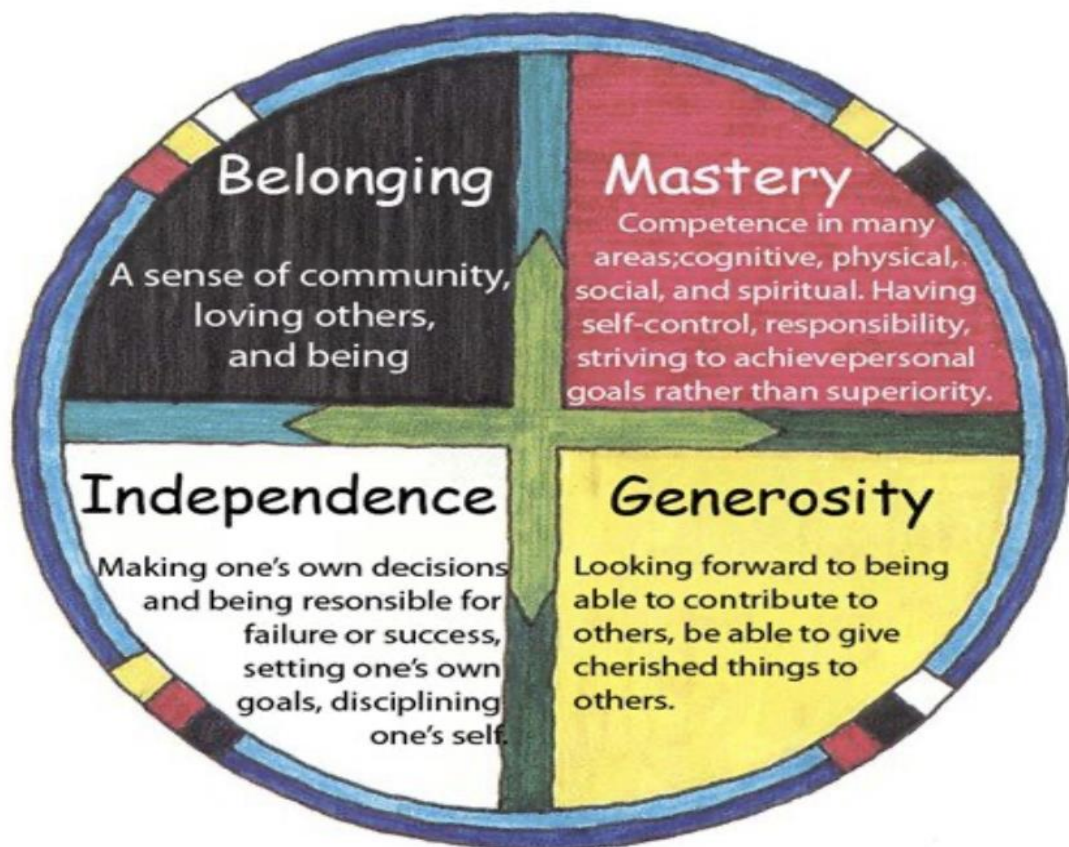 Belonging
A sense of community,
loving others,
and being
Mastery
Competence in many
areas;cognitive, physical,
social, and spiritual. Having
self-control, responsibility,
striving to achievepersonal
goals rather than superiority.
Independence
Making one's own decisions
and being resonsible for
failure or success,
setting one's own
goals, disciplining
one's self.
Generosity
Looking forward to being
able to contribute to
others, be able to give
cherished things to
others.